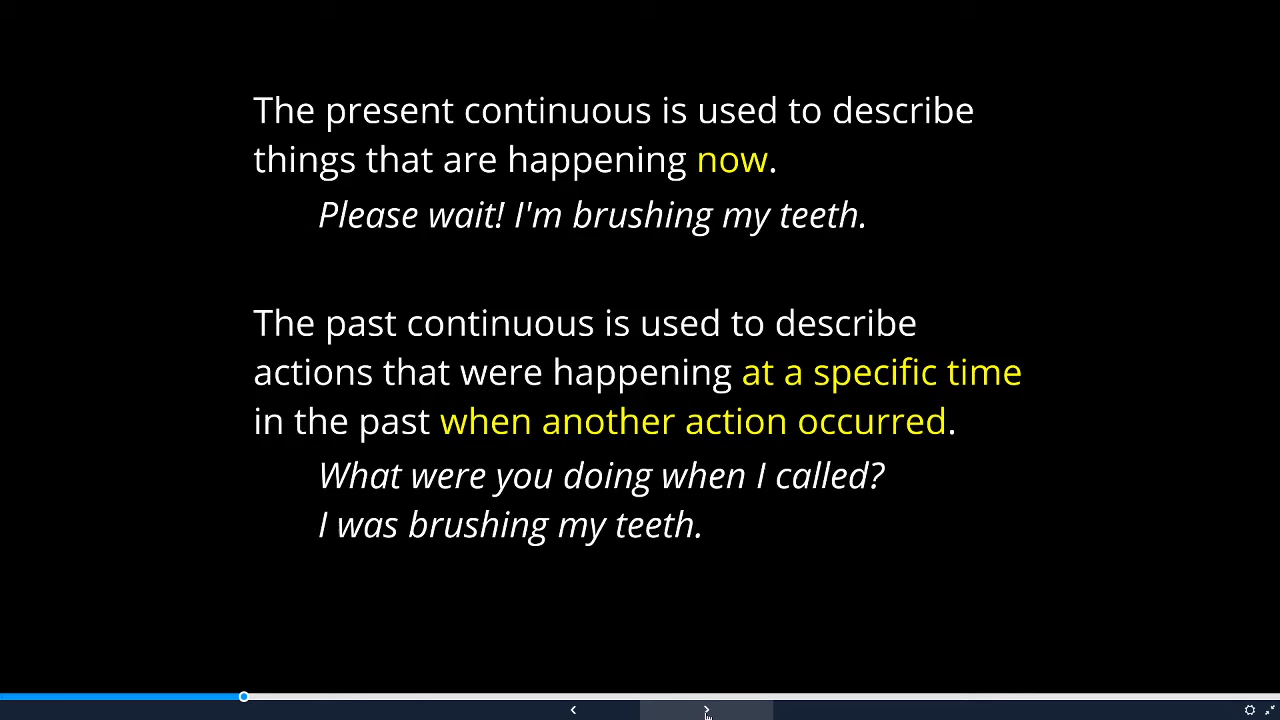 The present continuous is used to describe
things that are happening now.
Please wait! I'm brushing my teeth.
The past continuous is used to describe
actions that were happening at a specific time
in the past when another action occurred.
What were you doing when I called?
I was brushing my teeth.